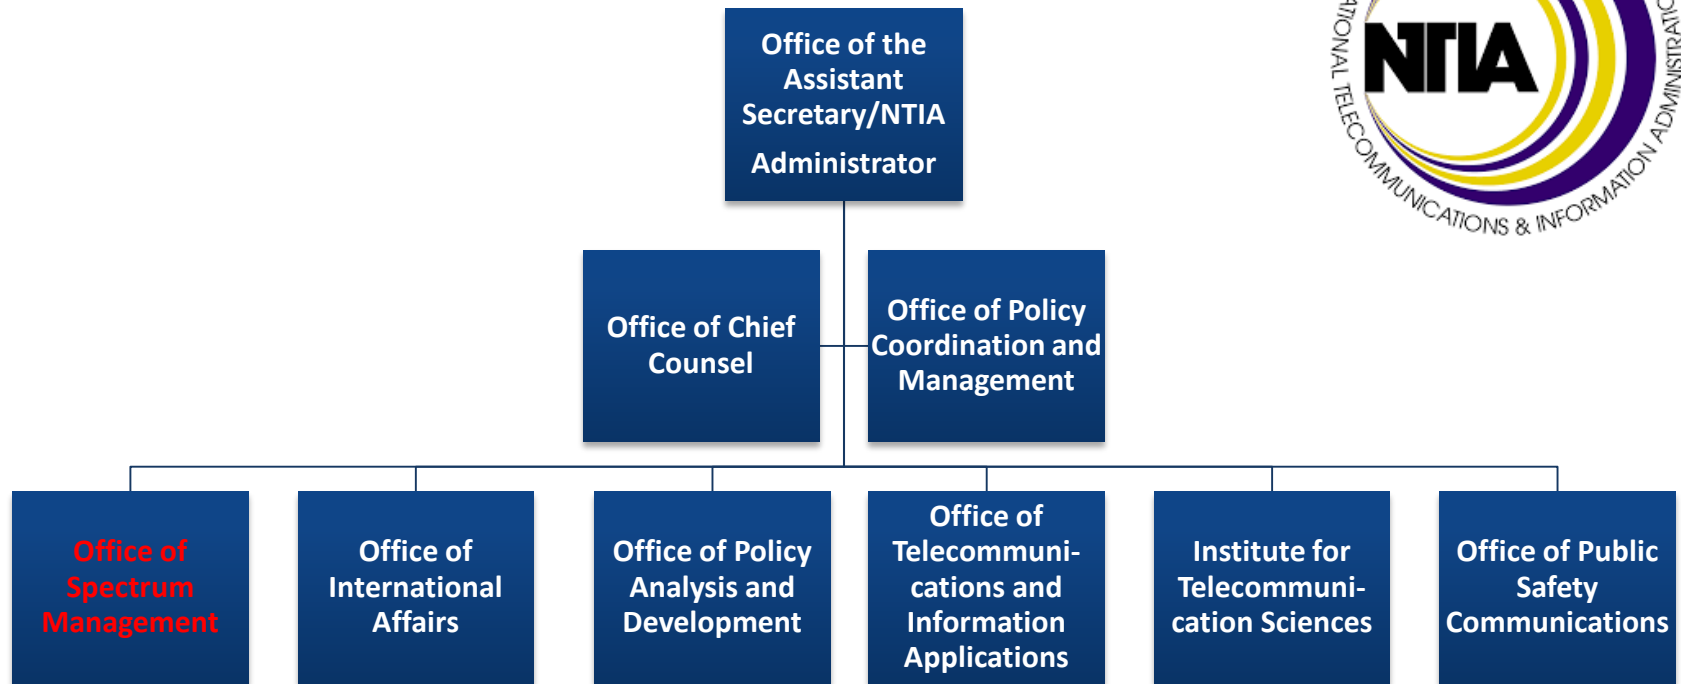 Office of the
Assistant
Secretary/NTIA
Administrator
NTIA
NATIONAL TELECOMMUNICATIONS & INFORMATION ADMINISTRATION
Office of Chief
Counsel
Office of Policy
Coordination and
Management
Office of
Spectrum
Management
Office of
International
Affairs
Office of Policy
Analysis and
Development
Office of
Telecommuni-
cations and
Information
Applications
Institute for
Telecommuni-
cation Sciences
Office of Public
Safety
Communications